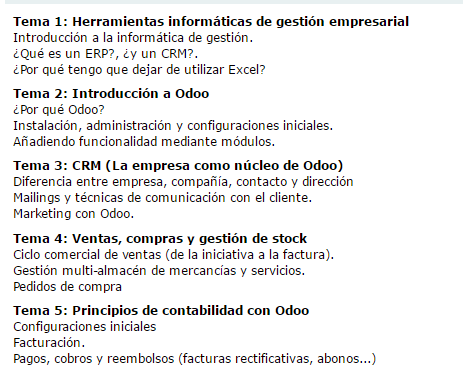 Tema 1: Herramientas informáticas de gestión empresarial
Introducción a la informática de gestión.
¿Qué es un ERP?, ¿y un CRM?.
¿Por qué tengo que dejar de utilizar Excel?
Tema 2: Introducción a Odoo
¿Por qué Odoo?
Instalación, administración y configuraciones iniciales.
Añadiendo funcionalidad mediante módulos.
Tema 3: CRM (La empresa como núcleo de Odoo)
Diferencia entre empresa, compañía, contacto y dirección
Mailings y técnicas de comunicación con el cliente.
Marketing con Odoo.
Tema 4: Ventas, compras y gestión de stock
Ciclo comercial de ventas (de la iniciativa a la factura).
Gestión multi-almacén de mercancías y servicios.
Pedidos de compra
Tema 5: Principios de contabilidad con Odoo
Configuraciones iniciales
Facturación.
Pagos, cobros y reembolsos (facturas rectificativas, abonos...)